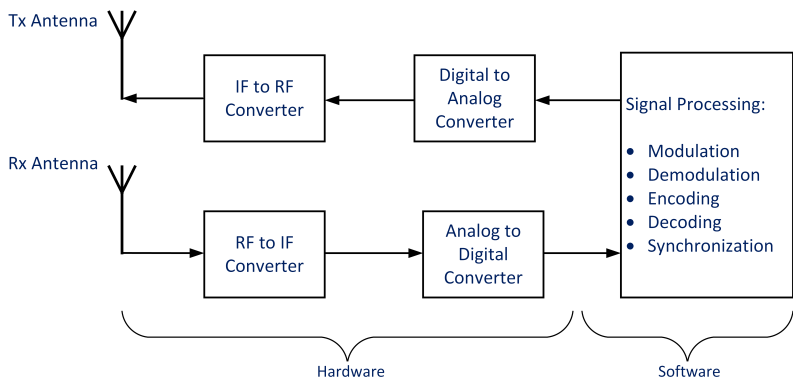 Tx Antenna
IF to RF
Converter
Digital to
Analog
Converter
Signal Processing:
● Modulation
● Demodulation
● Encoding
● Decoding
● Synchronization
Rx Antenna
RF to IF
Converter
Analog to
Digital
Converter
Hardware
Software